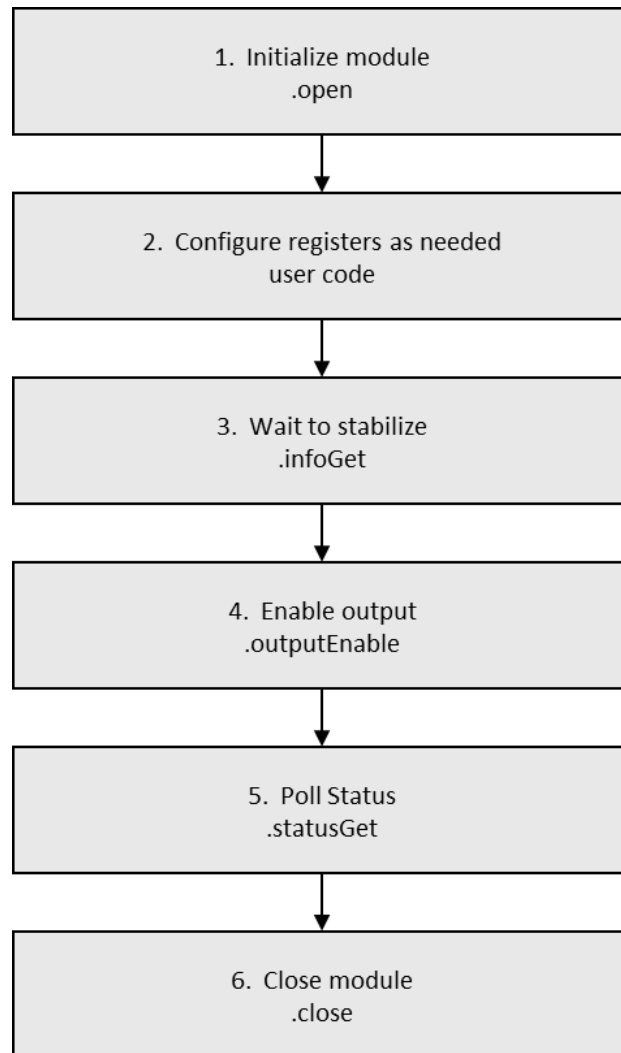 1. Initialize module
.open
2. Configure registers as needed
user code
3. Wait to stabilize
.infoGet
4. Enable output
.outputEnable
5. Poll Status
.statusGet
6. Close module
.close